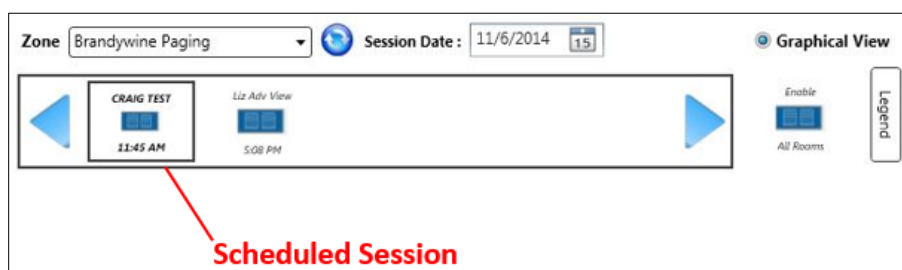 Zone Brandywine Paging Session Date : 11/6/2014 15 Graphical View
CRAIG TEST
11:45 AM
Liz Adv View
5:08 PM
Enable
All Rooms
Legend
Scheduled Session